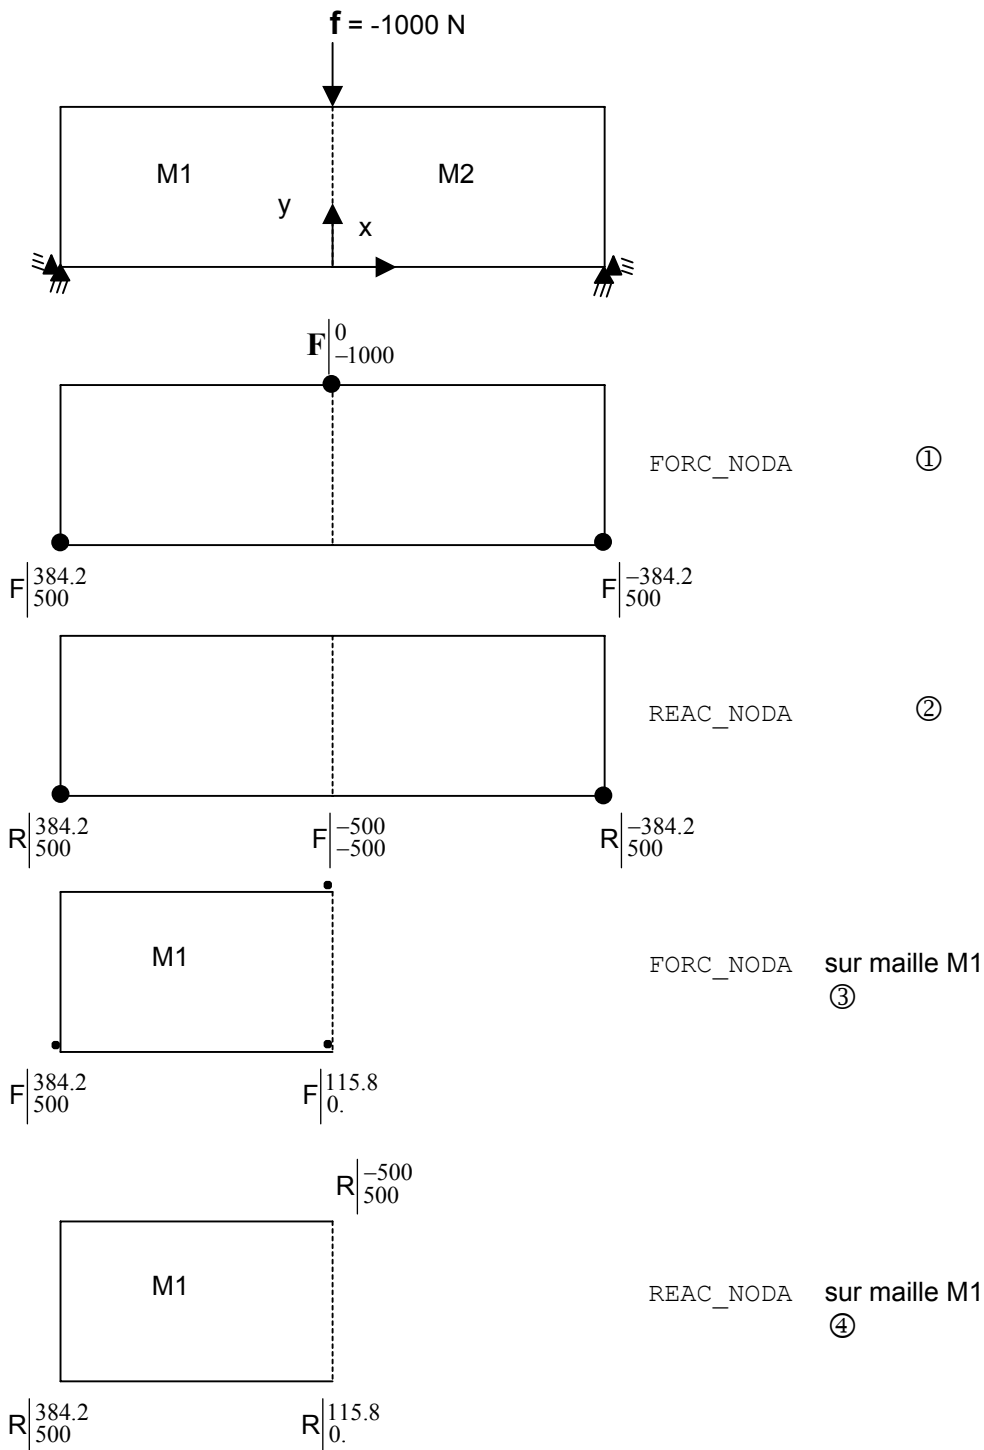 f = -1000 N
M1
M2
y
x
F|0
-1000
FORC_NODA ①
F|384.2
500
F|−384.2
500
REAC_NODA ②
R|384.2
500
F|−500
−500
R|−384.2
500
M1
FORC_NODA sur maille M1
③
F|384.2
500
F|115.8
0.
R|−500
500
M1
REAC_NODA sur maille M1
④
R|384.2
500
R|115.8
0.